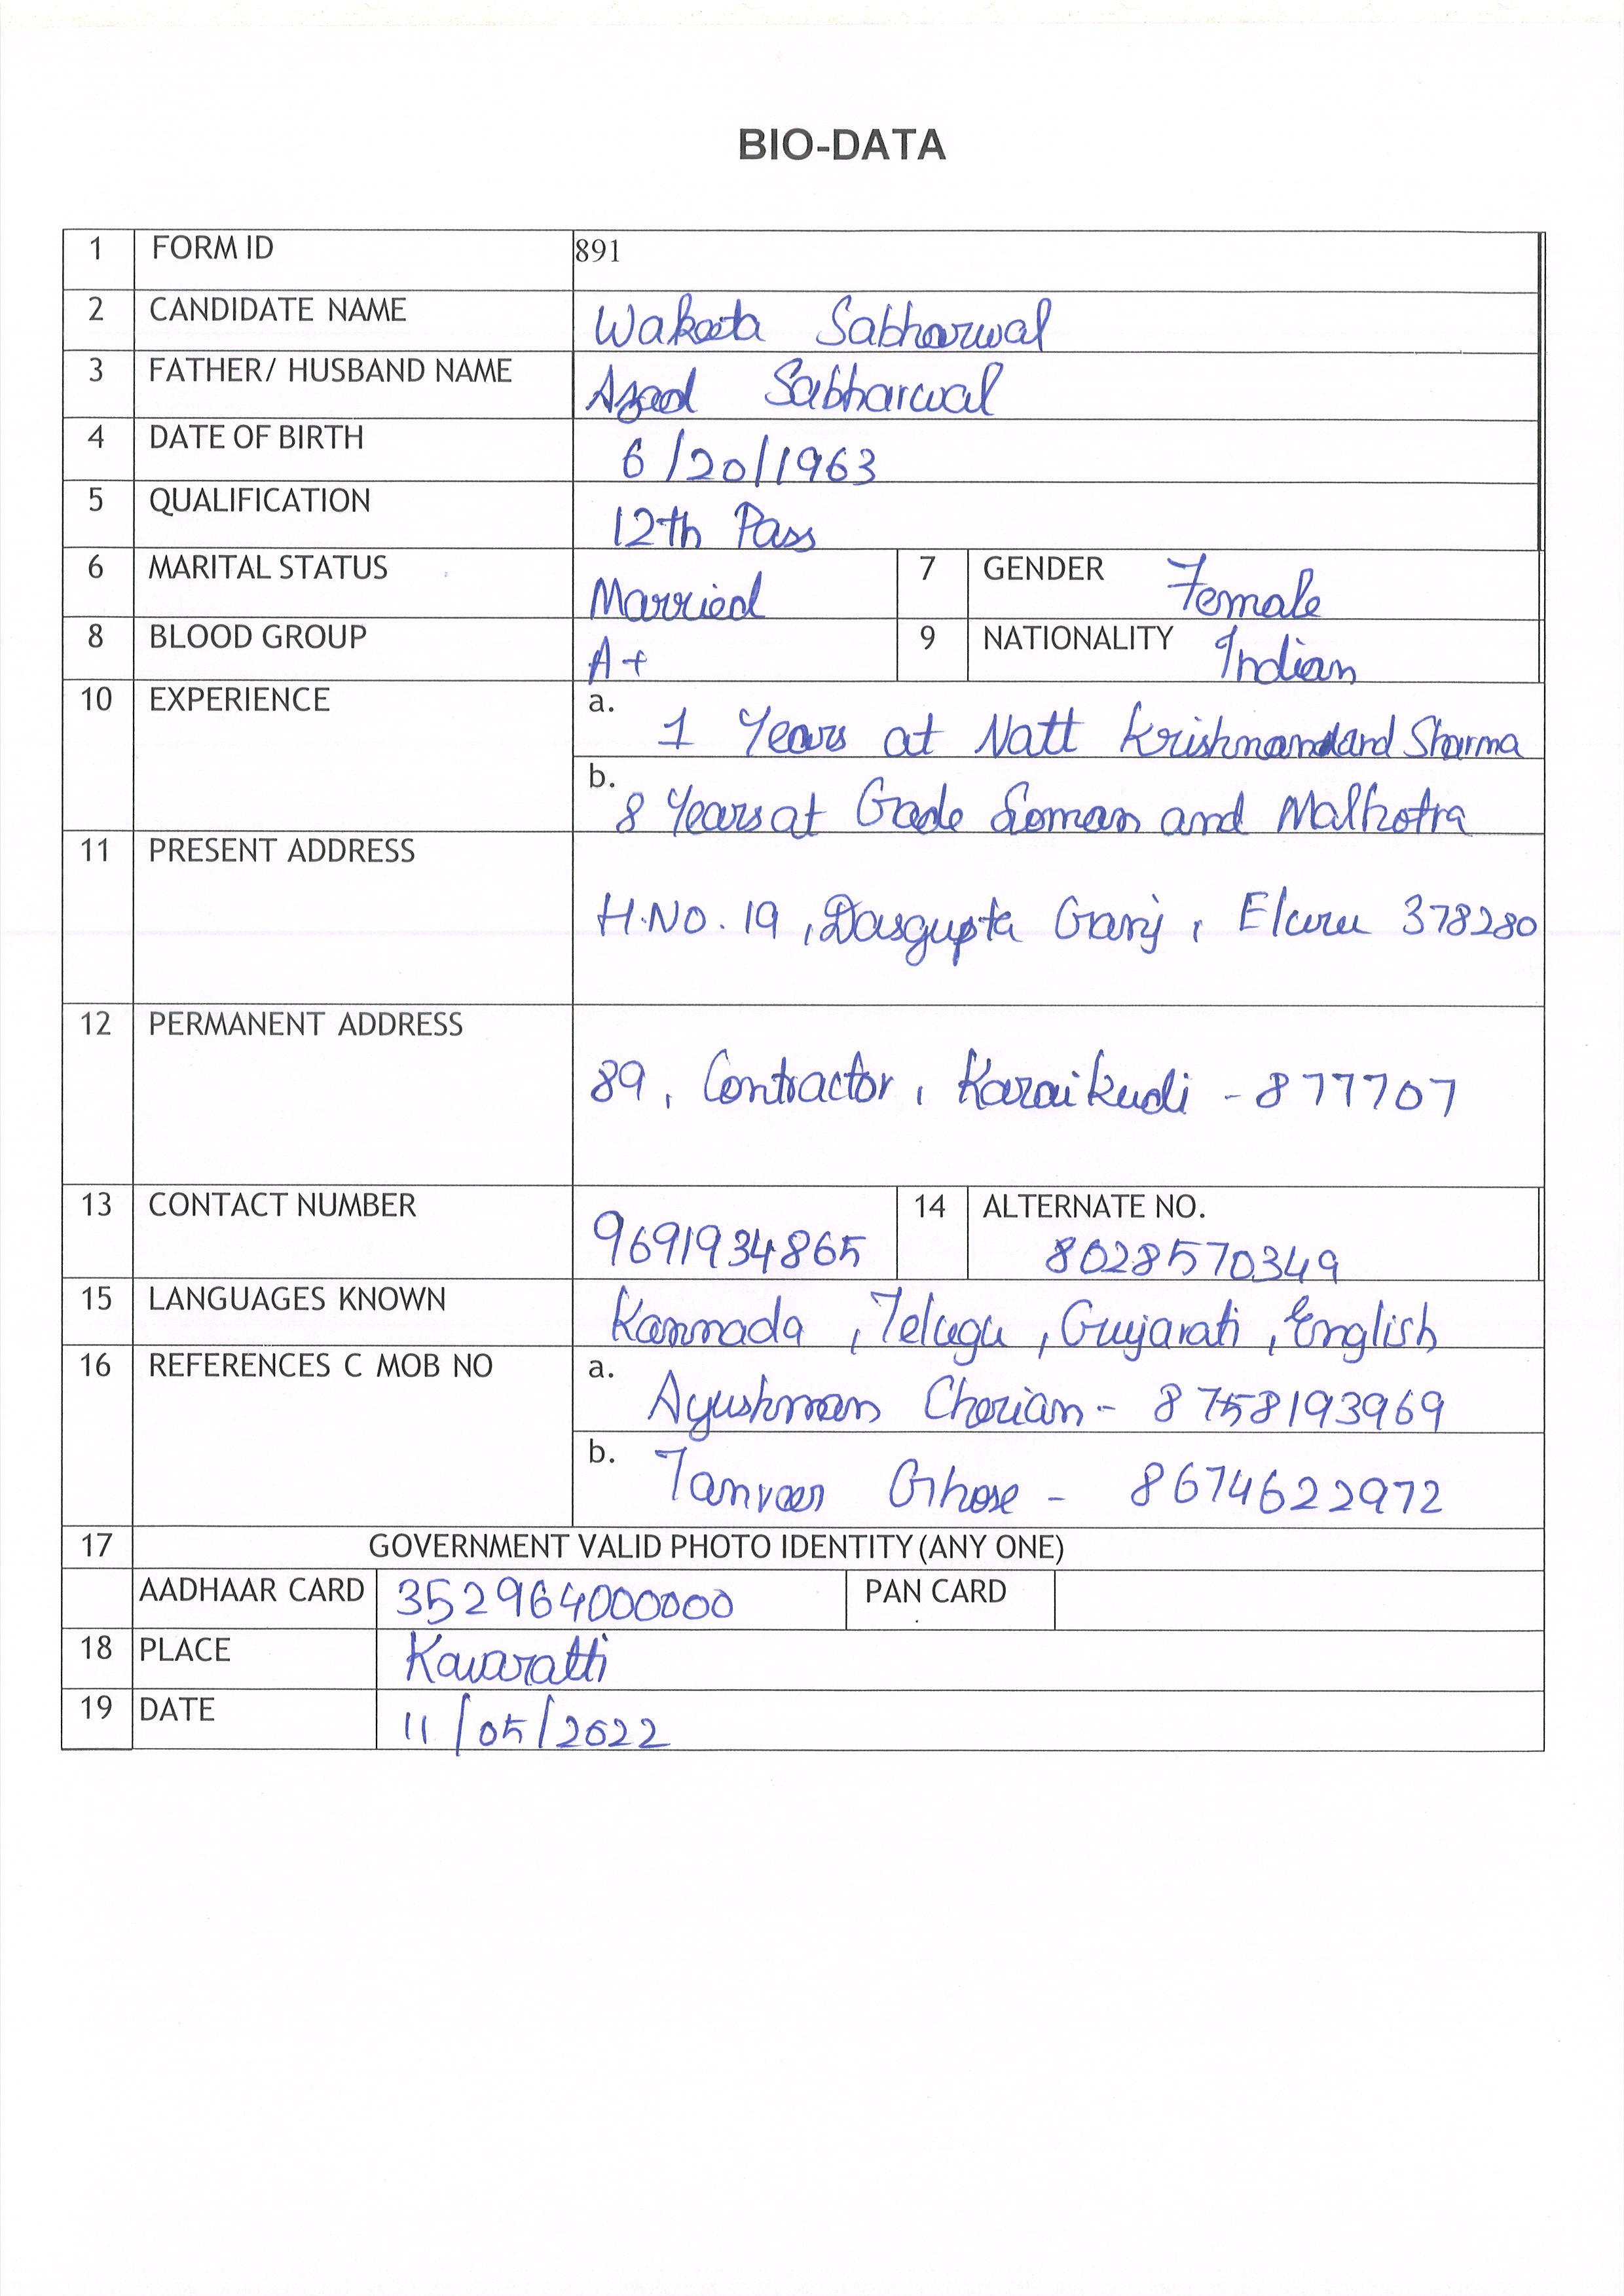 BIO-DATA
1 FORM ID 891
2 CANDIDATE NAME Wakeeta Sabharwal
3 FATHER/ HUSBAND NAME Azad Sabharwal
4 DATE OF BIRTH 6/20/1963
5 QUALIFICATION 12th Pass
6 MARITAL STATUS Married 7 GENDER Female
8 BLOOD GROUP A+ 9 NATIONALITY Indian
10 EXPERIENCE a. 1 Years at Natt and Sharma
b. 8 Years at Gade Soman and Malhotra
11 PRESENT ADDRESS
H.NO. 19, Dasgupta Ganj, Eluru 378280
12 PERMANENT ADDRESS
89, Contractor, Karaikudi - 877707
13 CONTACT NUMBER 9691934865 14 ALTERNATE NO.
8028570349
15 LANGUAGES KNOWN Kannada, Telugu, Gujarati, English
16 REFERENCES C MOB NO a. Ayushman Cherian - 8758193969
b. Tanveer Ghose - 8674622972
17 GOVERNMENT VALID PHOTO IDENTITY (ANY ONE)
AADHAAR CARD 352964000000 PAN CARD
18 PLACE Kavaratti
19 DATE 11/05/2022